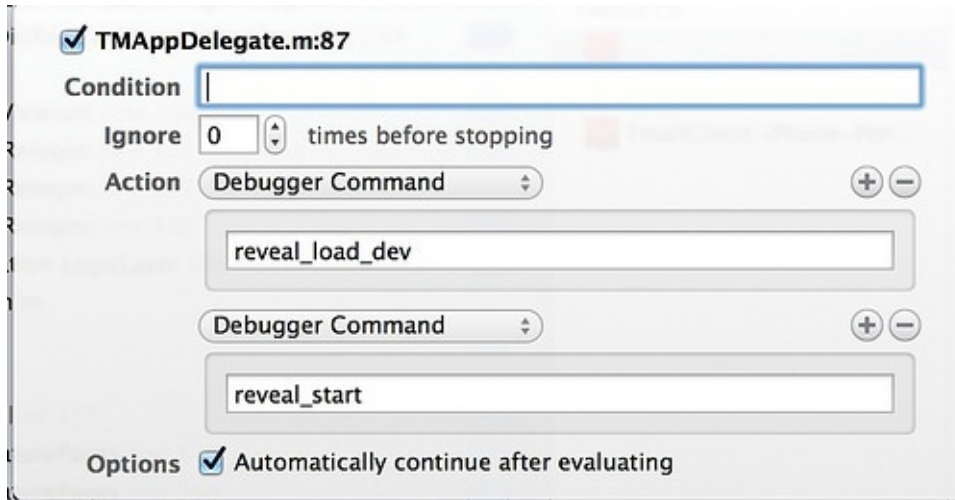 TMAppDelegate.m:87
Condition
Ignore 0 times before stopping
Action Debugger Command
reveal_load_dev
Debugger Command
reveal_start
Options Automatically continue after evaluating